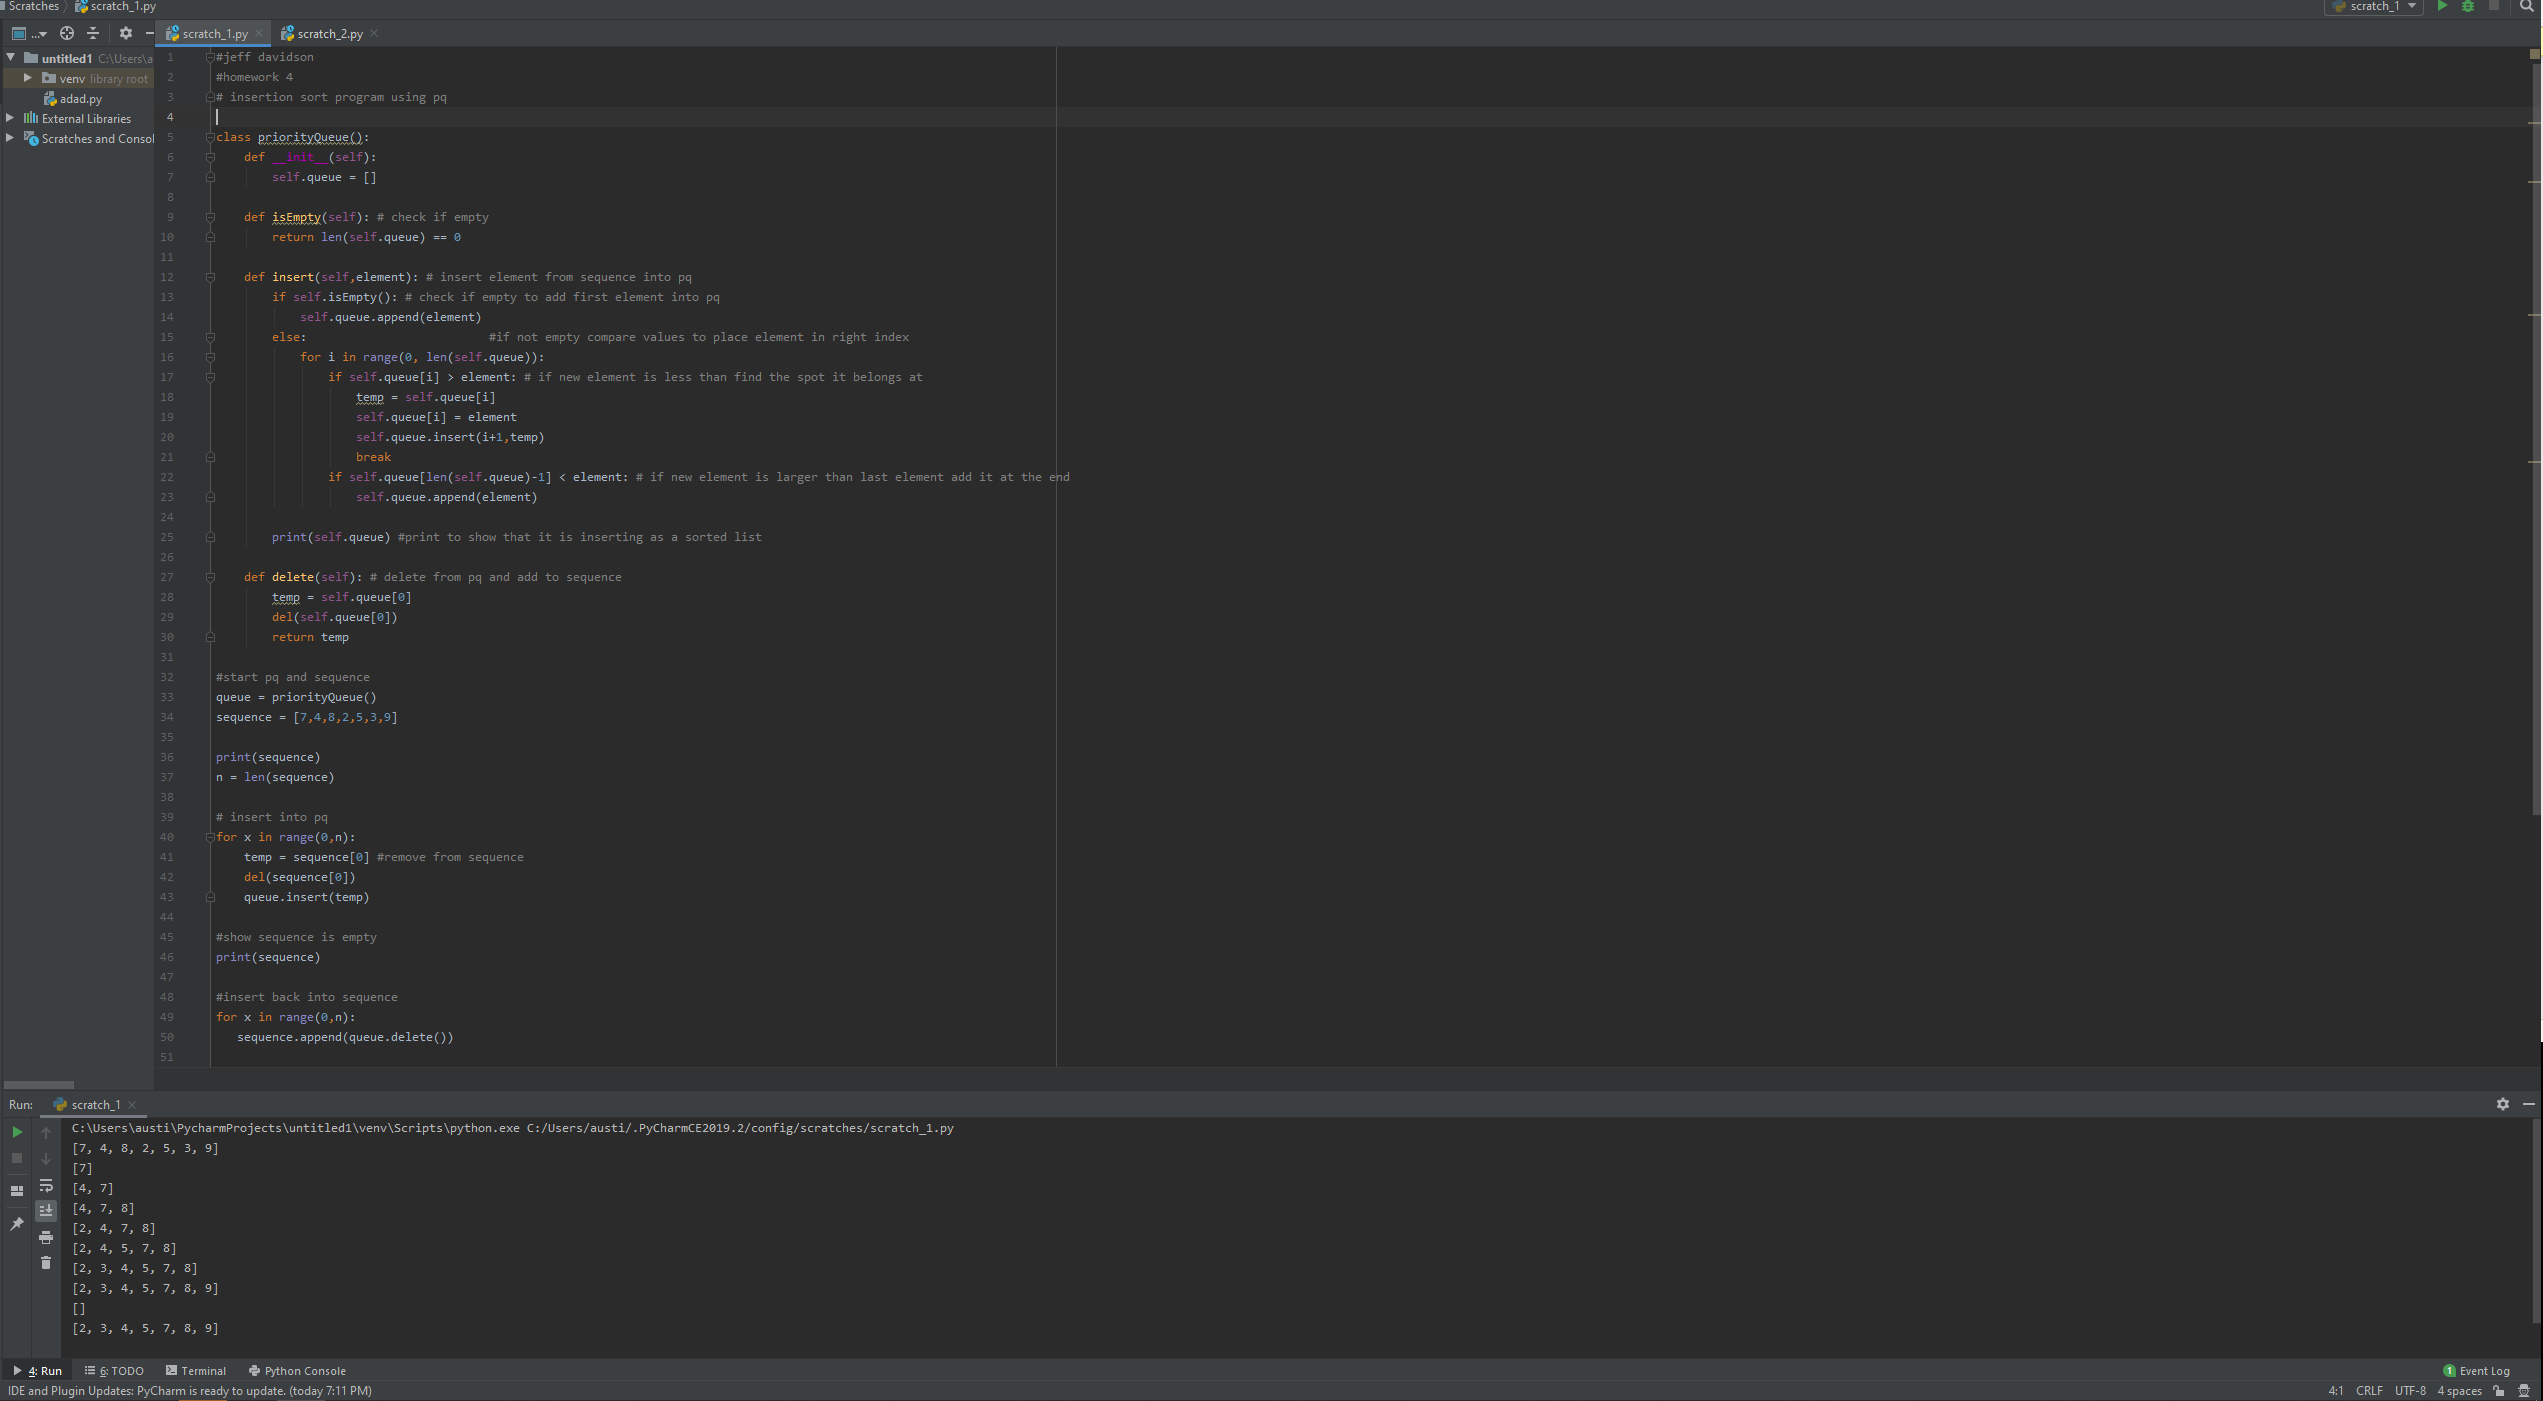 Scratches scratch_1.py scratch_1
... scratch_1.py scratch_2.py
untitled1 C:\Users\a
venv library root
adad.py
External Libraries
Scratches and Consol
1 #jeff davidson
2 #homework 4
3 # insertion sort program using pq
4
5 class priorityQueue():
6     def __init__(self):
7         self.queue = []
8
9     def isEmpty(self): # check if empty
10         return len(self.queue) == 0
11
12     def insert(self,element): # insert element from sequence into pq
13         if self.isEmpty(): # check if empty to add first element into pq
14             self.queue.append(element)
15         else:                          #if not empty compare values to place element in right index
16             for i in range(0, len(self.queue)):
17                 if self.queue[i] > element: # if new element is less than find the spot it belongs at
18                     temp = self.queue[i]
19                     self.queue[i] = element
20                     self.queue.insert(i+1,temp)
21                     break
22                 if self.queue[len(self.queue)-1] < element: # if new element is larger than last element add it at the end
23                     self.queue.append(element)
24
25         print(self.queue) #print to show that it is inserting as a sorted list
26
27     def delete(self): # delete from pq and add to sequence
28         temp = self.queue[0]
29         del(self.queue[0])
30         return temp
31
32 #start pq and sequence
33 queue = priorityQueue()
34 sequence = [7,4,8,2,5,3,9]
35
36 print(sequence)
37 n = len(sequence)
38
39 # insert into pq
40 for x in range(0,n):
41     temp = sequence[0] #remove from sequence
42     del(sequence[0])
43     queue.insert(temp)
44
45 #show sequence is empty
46 print(sequence)
47
48 #insert back into sequence
49 for x in range(0,n):
50    sequence.append(queue.delete())
51
Run: scratch_1
C:\Users\austi\PycharmProjects\untitled1\venv\Scripts\python.exe C:/Users/austi/.PyCharmCE2019.2/config/scratches/scratch_1.py
[7, 4, 8, 2, 5, 3, 9]
[7]
[4, 7]
[4, 7, 8]
[2, 4, 7, 8]
[2, 4, 5, 7, 8]
[2, 3, 4, 5, 7, 8]
[2, 3, 4, 5, 7, 8, 9]
[]
[2, 3, 4, 5, 7, 8, 9]
4: Run 6: TODO Terminal Python Console 1 Event Log
IDE and Plugin Updates: PyCharm is ready to update. (today 7:11 PM) 4:1 CRLF UTF-8 4 spaces